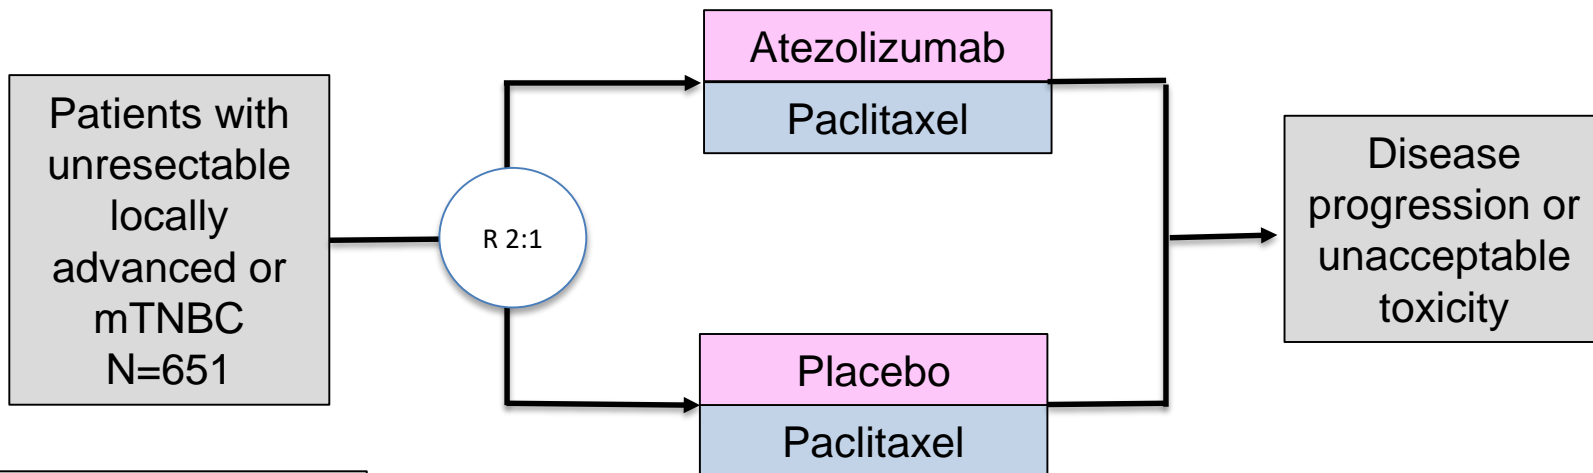 Patients with
unresectable
locally
advanced or
mTNBC
N=651
R 2:1
Atezolizumab
Paclitaxel
Placebo
Paclitaxel
Disease
progression or
unacceptable
toxicity